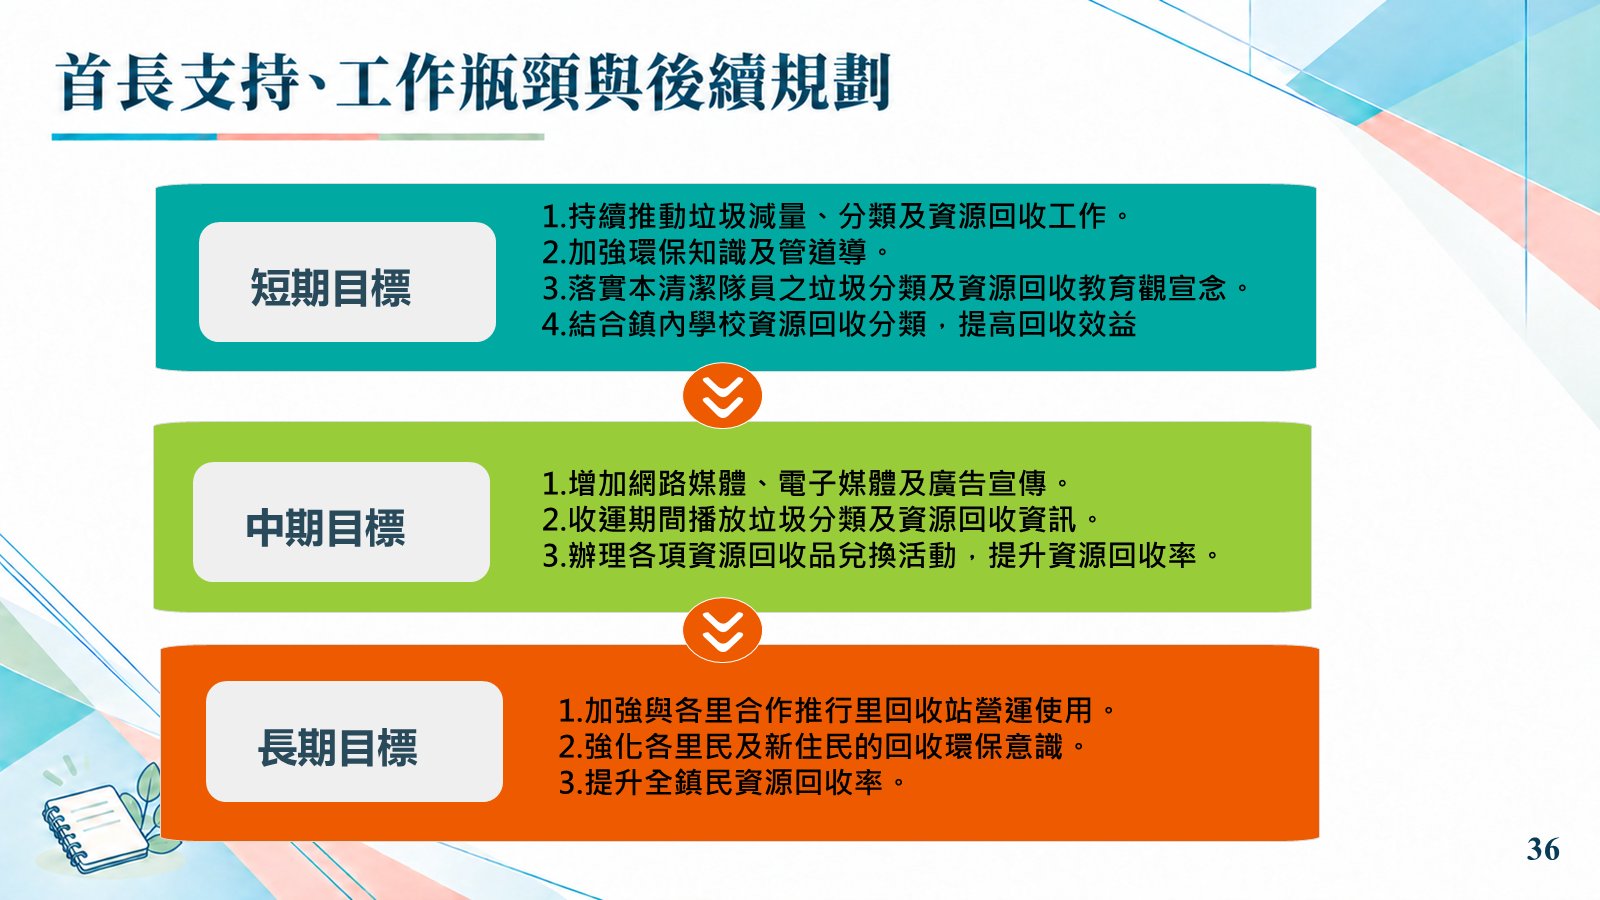 首長支持、工作瓶頸與後續規劃
短期目標
1.持續推動垃圾減量、分類及資源回收工作。
2.加強環保知識及管道導。
3.落實本清潔隊員之垃圾分類及資源回收教育觀宣念。
4.結合鎮內學校資源回收分類，提高回收效益
中期目標
1.增加網路媒體、電子媒體及廣告宣傳。
2.收運期間播放垃圾分類及資源回收資訊。
3.辦理各項資源回收品兌換活動，提升資源回收率。
長期目標
1.加強與各里合作推行里回收站營運使用。
2.強化各里民及新住民的回收環保意識。
3.提升全鎮民資源回收率。
36